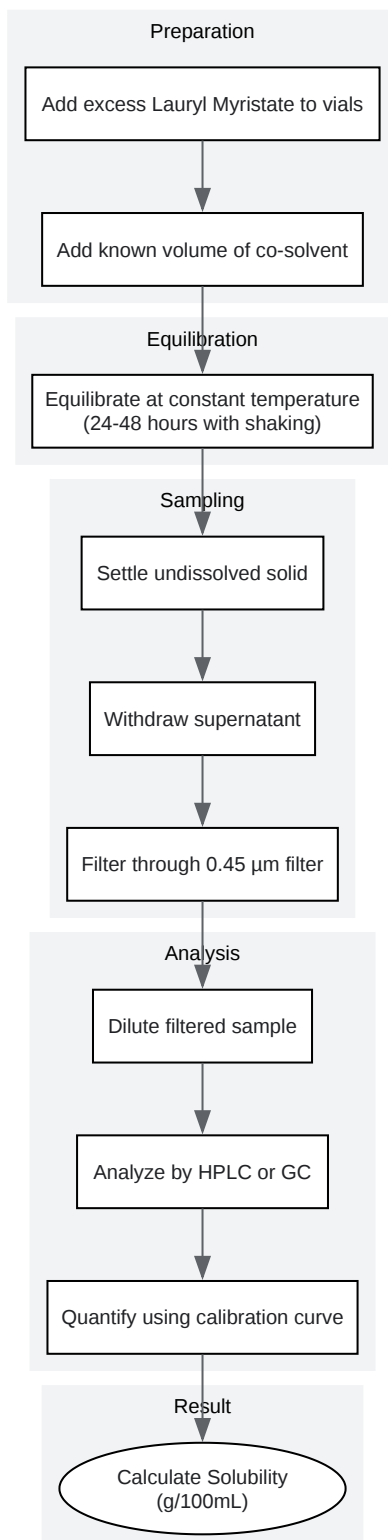 Preparation
Add excess Lauryl Myristate to vials
Add known volume of co-solvent
Equilibration
Equilibrate at constant temperature
(24-48 hours with shaking)
Sampling
Settle undissolved solid
Withdraw supernatant
Filter through 0.45 µm filter
Analysis
Dilute filtered sample
Analyze by HPLC or GC
Quantify using calibration curve
Result
Calculate Solubility
(g/100mL)